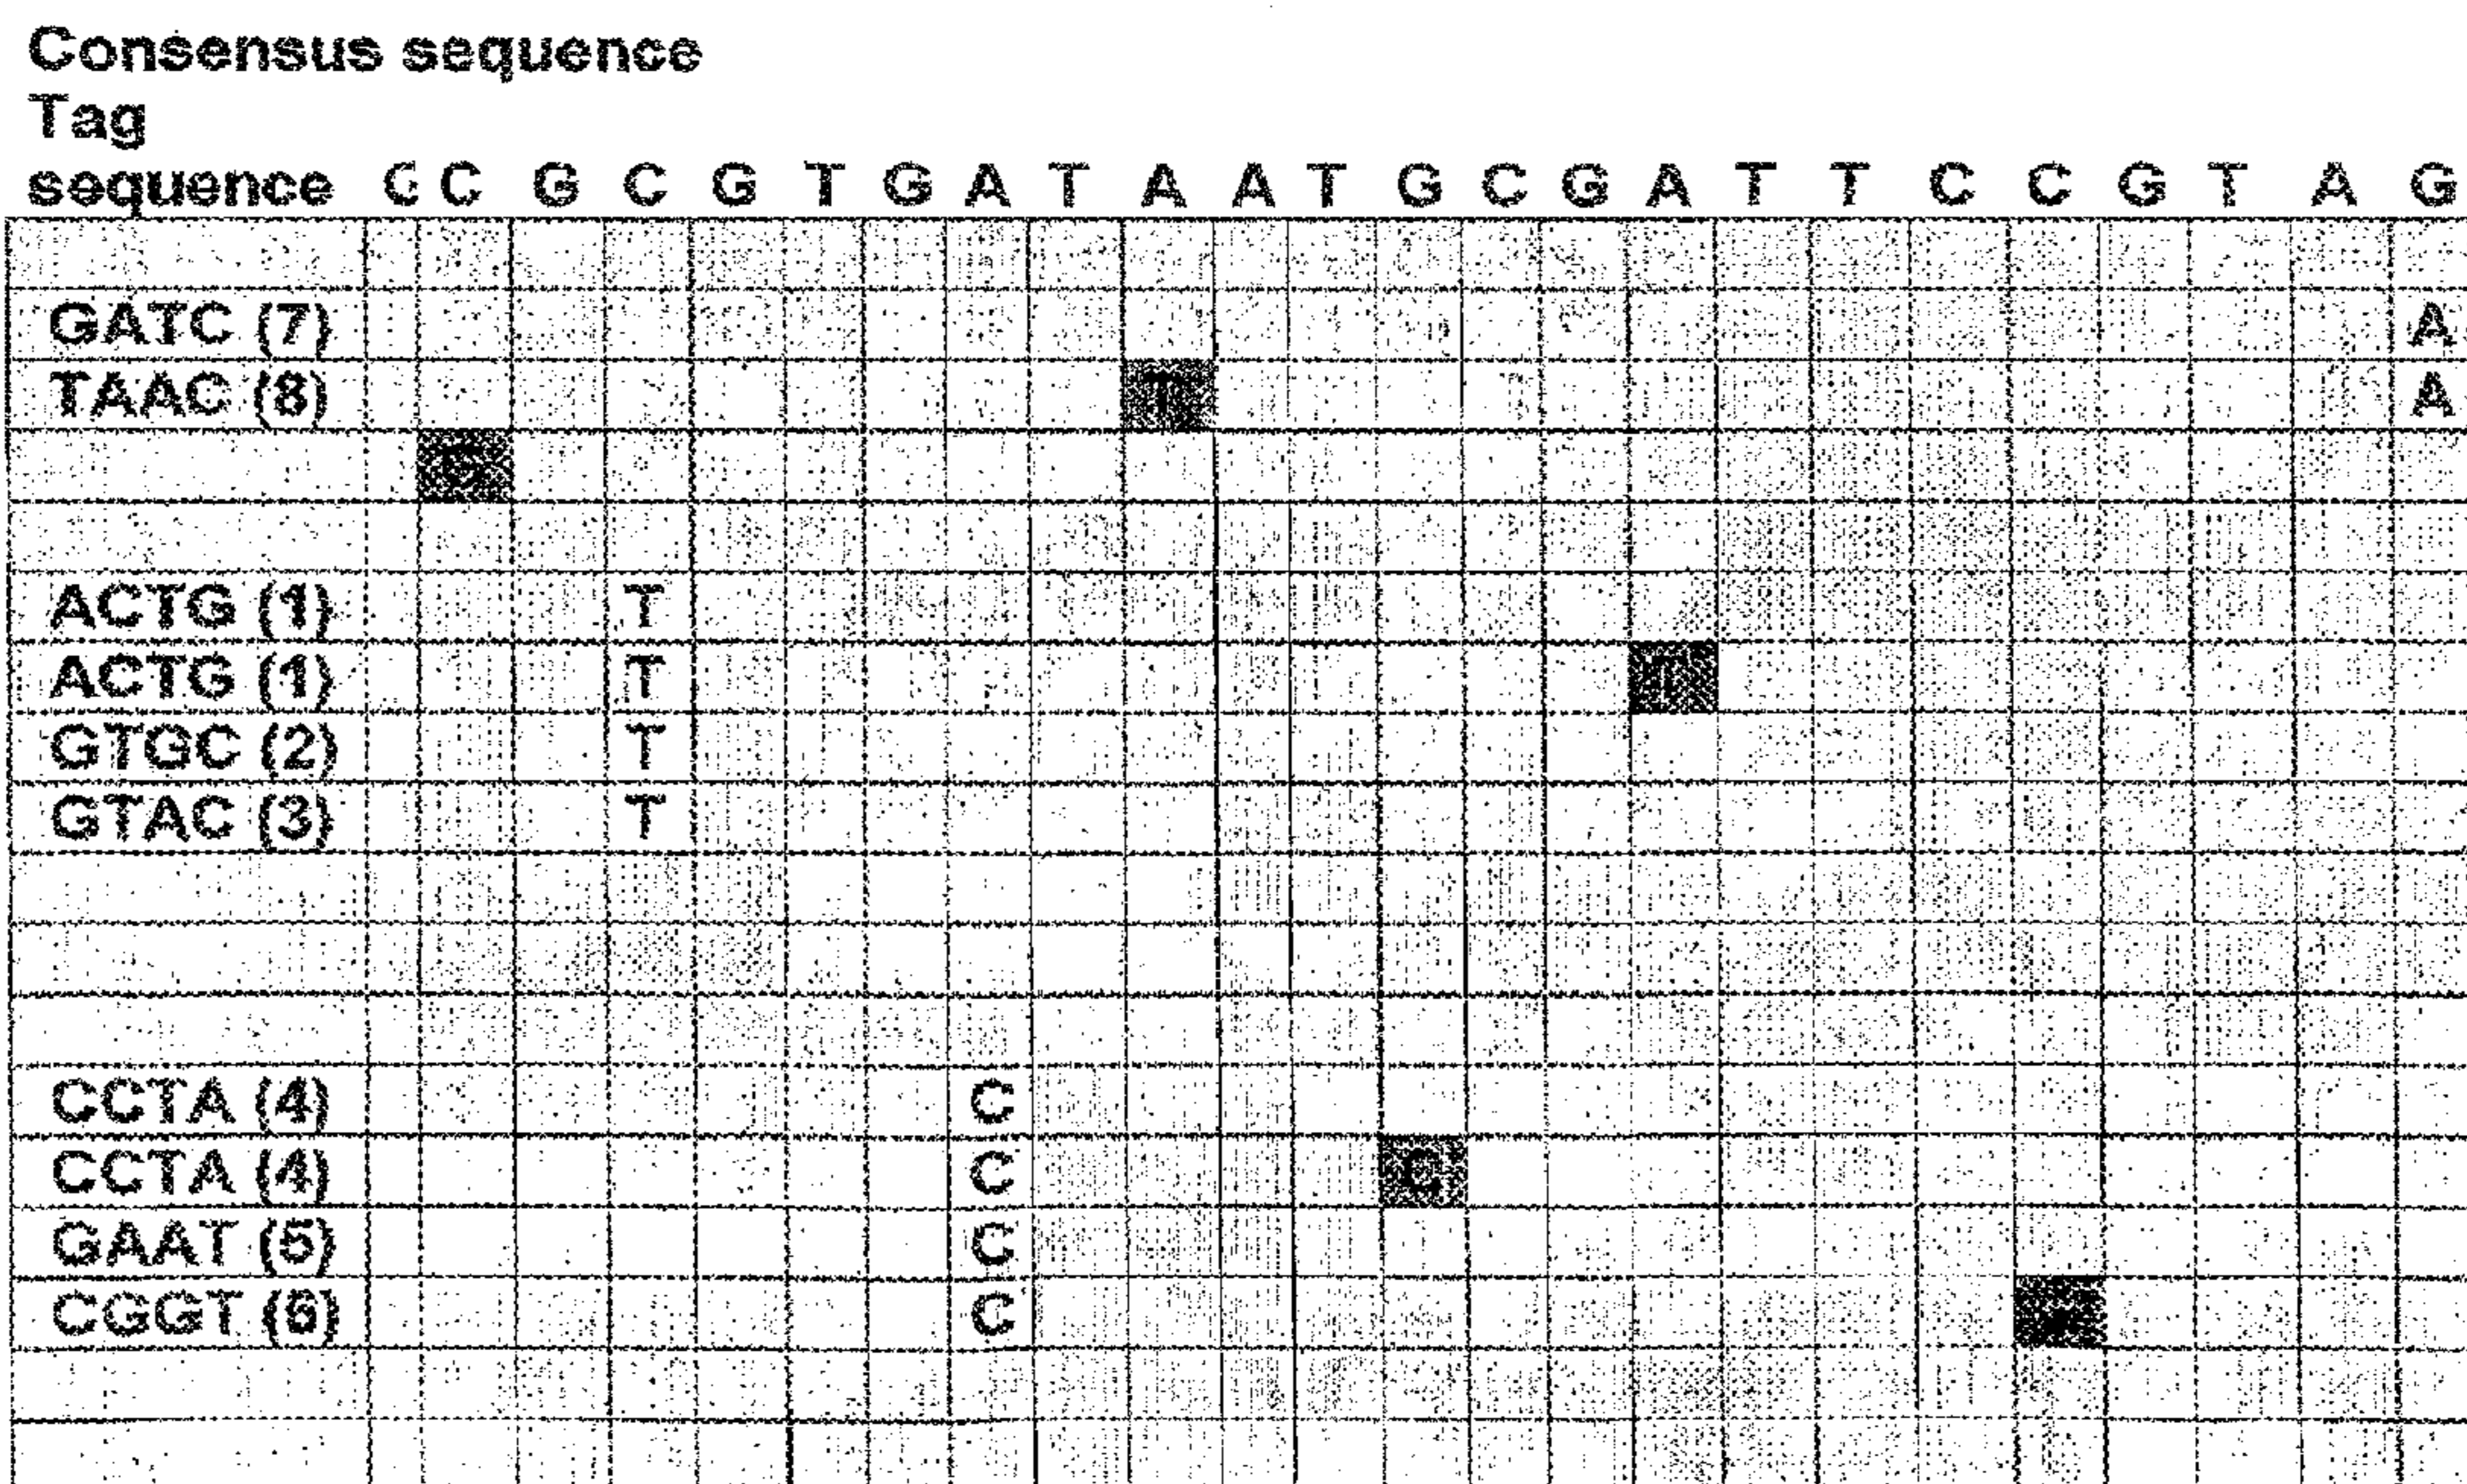 Consensus sequence
Tag
sequence C C G C G T G A T A A T G C G A T T C C G T A G
GATC (7) A
TAAC (8) T A
ACTG (1) T
ACTG (1) T T
GTGC (2) T
GTAC (3) T
CCTA (4) C
CCTA (4) C C
GAAT (5) C
CGGT (6) C